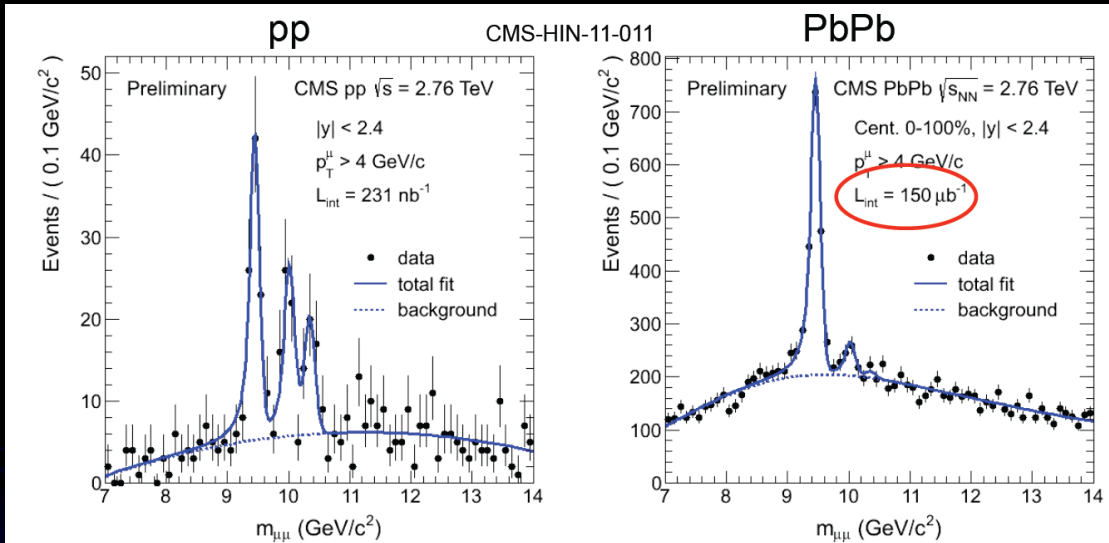 pp CMS-HIN-11-011 PbPb
Preliminary CMS pp √s = 2.76 TeV
|y| < 2.4
p_T^μ > 4 GeV/c
L_int = 231 nb⁻¹
data
total fit
background
Events / ( 0.1 GeV/c² )
50
40
30
20
10
0
7 8 9 10 11 12 13 14
m_μμ (GeV/c²)
Preliminary CMS PbPb √s_NN = 2.76 TeV
Cent. 0-100%, |y| < 2.4
p_T^μ > 4 GeV/c
L_int = 150 μb⁻¹
data
total fit
background
Events / ( 0.1 GeV/c² )
800
700
600
500
400
300
200
100
0
7 8 9 10 11 12 13 14
m_μμ (GeV/c²)